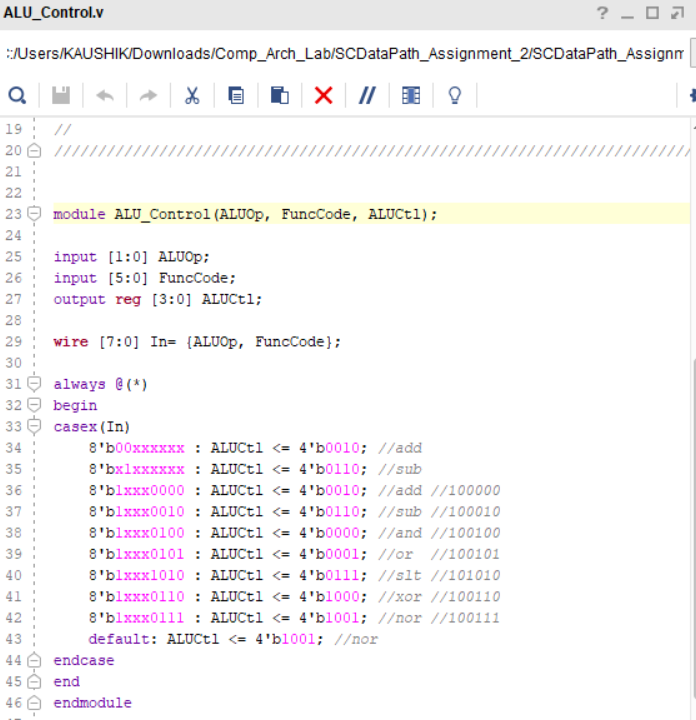 ALU_Control.v
:/Users/KAUSHIK/Downloads/Comp_Arch_Lab/SCDataPath_Assignment_2/SCDataPath_Assignm
19 //
20 ///////////////////////////////////////////////////////////////////////
21
22
23 module ALU_Control(ALUOp, FuncCode, ALUCtl);
24
25 input [1:0] ALUOp;
26 input [5:0] FuncCode;
27 output reg [3:0] ALUCtl;
28
29 wire [7:0] In= {ALUOp, FuncCode};
30
31 always @(*)
32 begin
33 casex(In)
34     8'b00xxxxxx : ALUCtl <= 4'b0010; //add
35     8'bx1xxxxxx : ALUCtl <= 4'b0110; //sub
36     8'b1xxx0000 : ALUCtl <= 4'b0010; //add //100000
37     8'b1xxx0010 : ALUCtl <= 4'b0110; //sub //100010
38     8'b1xxx0100 : ALUCtl <= 4'b0000; //and //100100
39     8'b1xxx0101 : ALUCtl <= 4'b0001; //or  //100101
40     8'b1xxx1010 : ALUCtl <= 4'b0111; //slt //101010
41     8'b1xxx0110 : ALUCtl <= 4'b1000; //xor //100110
42     8'b1xxx0111 : ALUCtl <= 4'b1001; //nor //100111
43     default: ALUCtl <= 4'b1001; //nor
44 endcase
45 end
46 endmodule